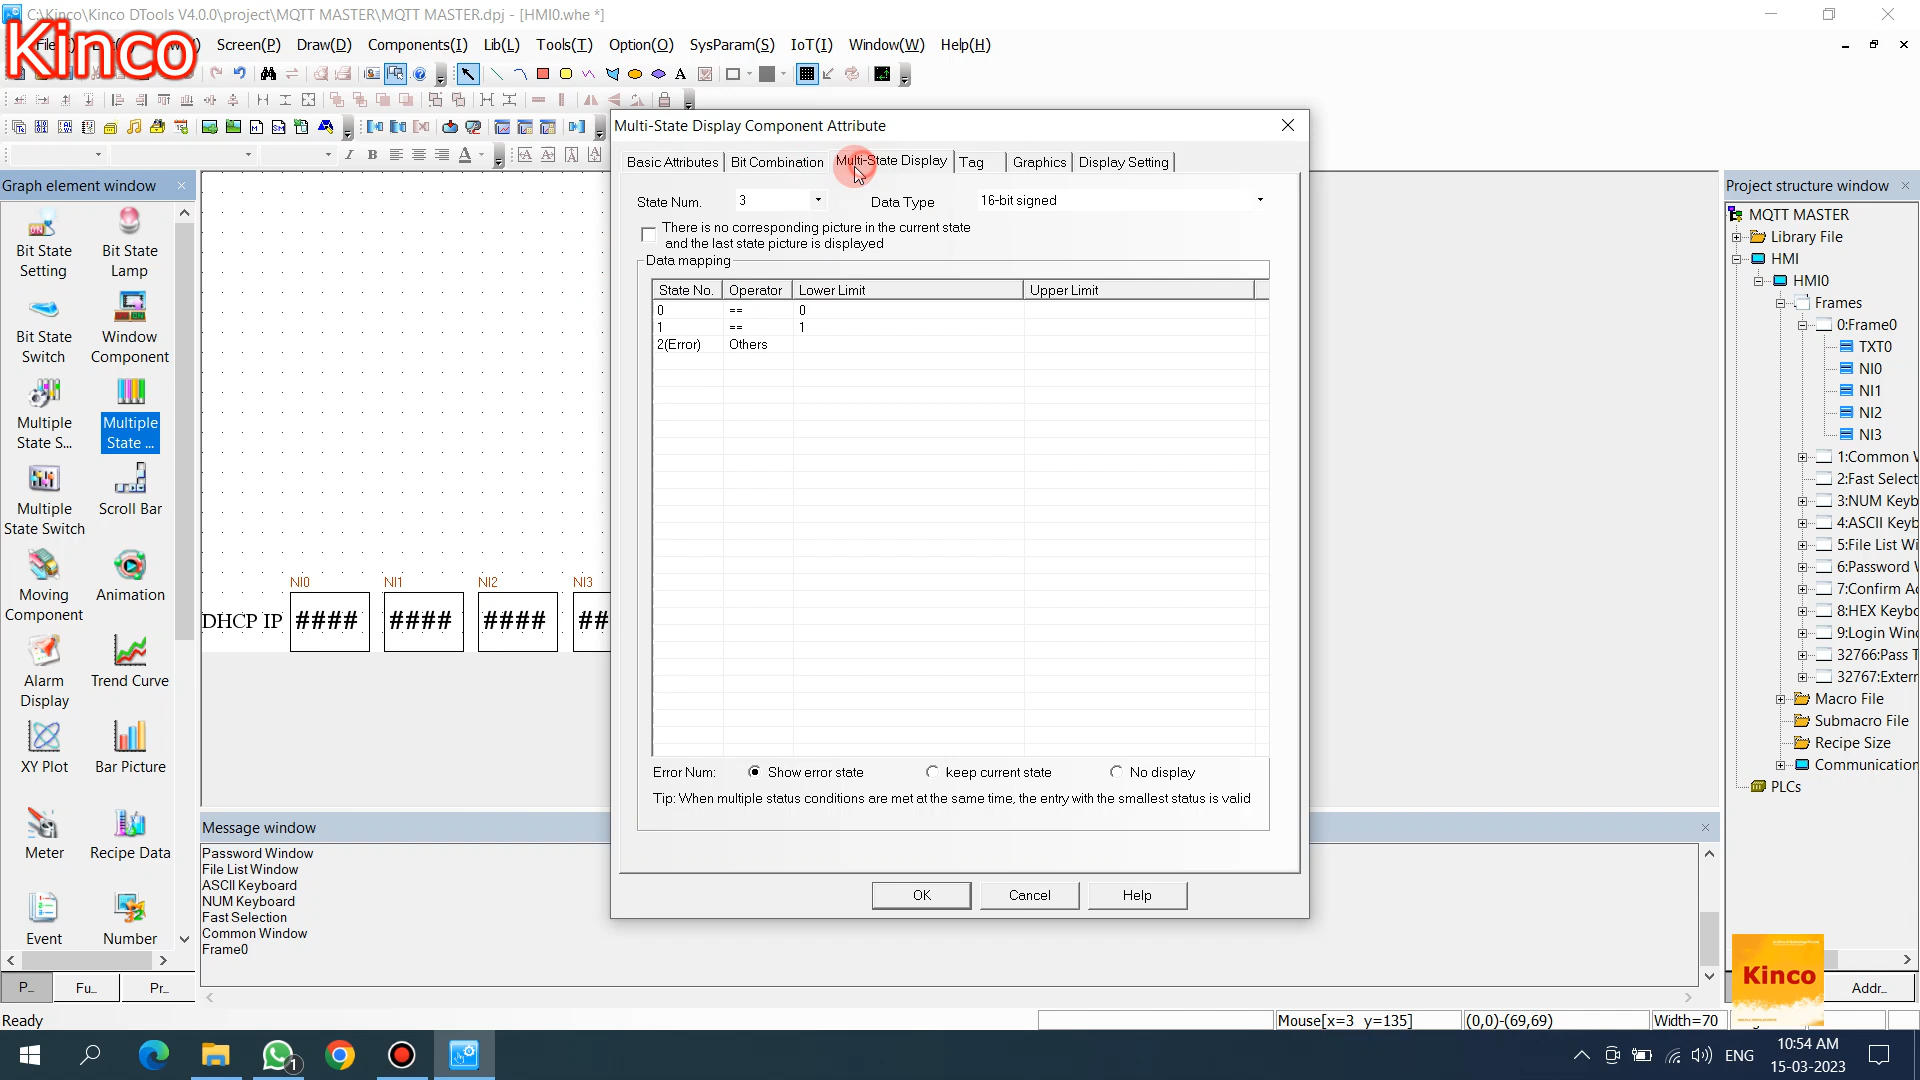 C:\Kinco\Kinco DTools V4.0.0\project\MQTT MASTER\MQTT MASTER.dpj - [HMI0.whe *]
Kinco
Screen(P) Draw(D) Components(I) Lib(L) Tools(T) Option(O) SysParam(S) IoT(I) Window(W) Help(H)
Graph element window
Bit State Setting
Bit State Lamp
Bit State Switch
Window Component
Multiple State S...
Multiple State ...
Multiple State Switch
Scroll Bar
Moving Component
Animation
Alarm Display
Trend Curve
XY Plot
Bar Picture
Meter
Recipe Data
Event
Number
P...
Fu...
Pr...
NI0 NI1 NI2 NI3
DHCP IP #### #### #### ##
Multi-State Display Component Attribute
Basic Attributes Bit Combination Multi-State Display Tag Graphics Display Setting
State Num. 3 Data Type 16-bit signed
There is no corresponding picture in the current state
and the last state picture is displayed
Data mapping
State No. Operator Lower Limit Upper Limit
0 == 0
1 == 1
2(Error) Others
Error Num: Show error state keep current state No display
Tip: When multiple status conditions are met at the same time, the entry with the smallest status is valid
OK Cancel Help
Project structure window
MQTT MASTER
Library File
HMI
HMI0
Frames
0:Frame0
TXT0
NI0
NI1
NI2
NI3
1:Common
2:Fast Select
3:NUM Keyb
4:ASCII Keyb
5:File List Wi
6:Password
7:Confirm Ac
8:HEX Keybo
9:Login Wind
32766:Pass T
32767:Extern
Macro File
Submacro File
Recipe Size
Communication
PLCs
Message window
Password Window
File List Window
ASCII Keyboard
NUM Keyboard
Fast Selection
Common Window
Frame0
Kinco
Addr...
Ready
Mouse[x=3 y=135] (0,0)-(69,69) Width=70
1
ENG
10:54 AM
15-03-2023